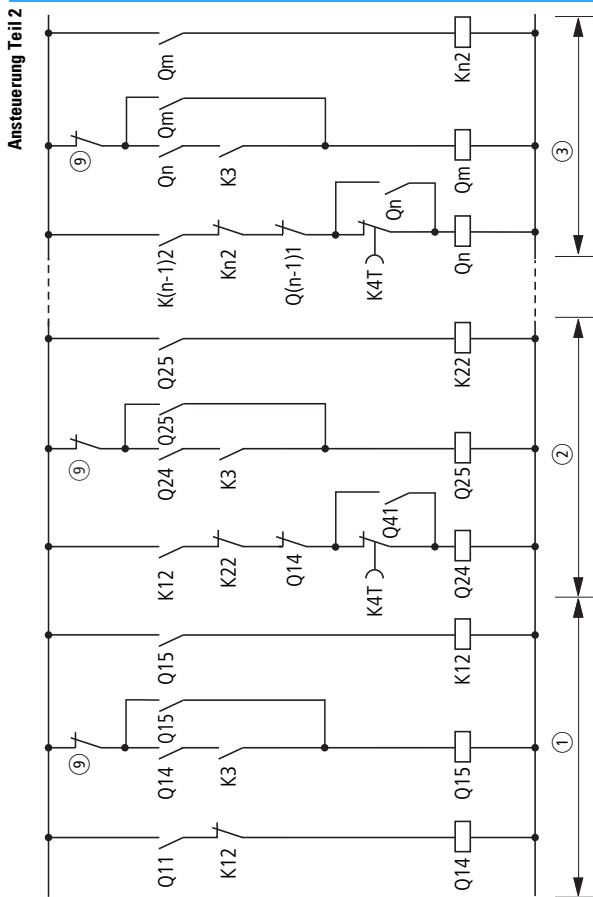 Ansteuerung Teil 2
⑨ ⑨ ⑨
Q11 Q14 Q15 Q15 K12 Q24 Q25 Q25 K(n-1)2 Qn Qm Qm
K12 K3 K22 K3 Kn2 K3
Q14 Q(n-1)1
K4T Q41 K4T Qn
Q14 Q15 K12 Q24 Q25 K22 Qn Qm Kn2
① ② ③